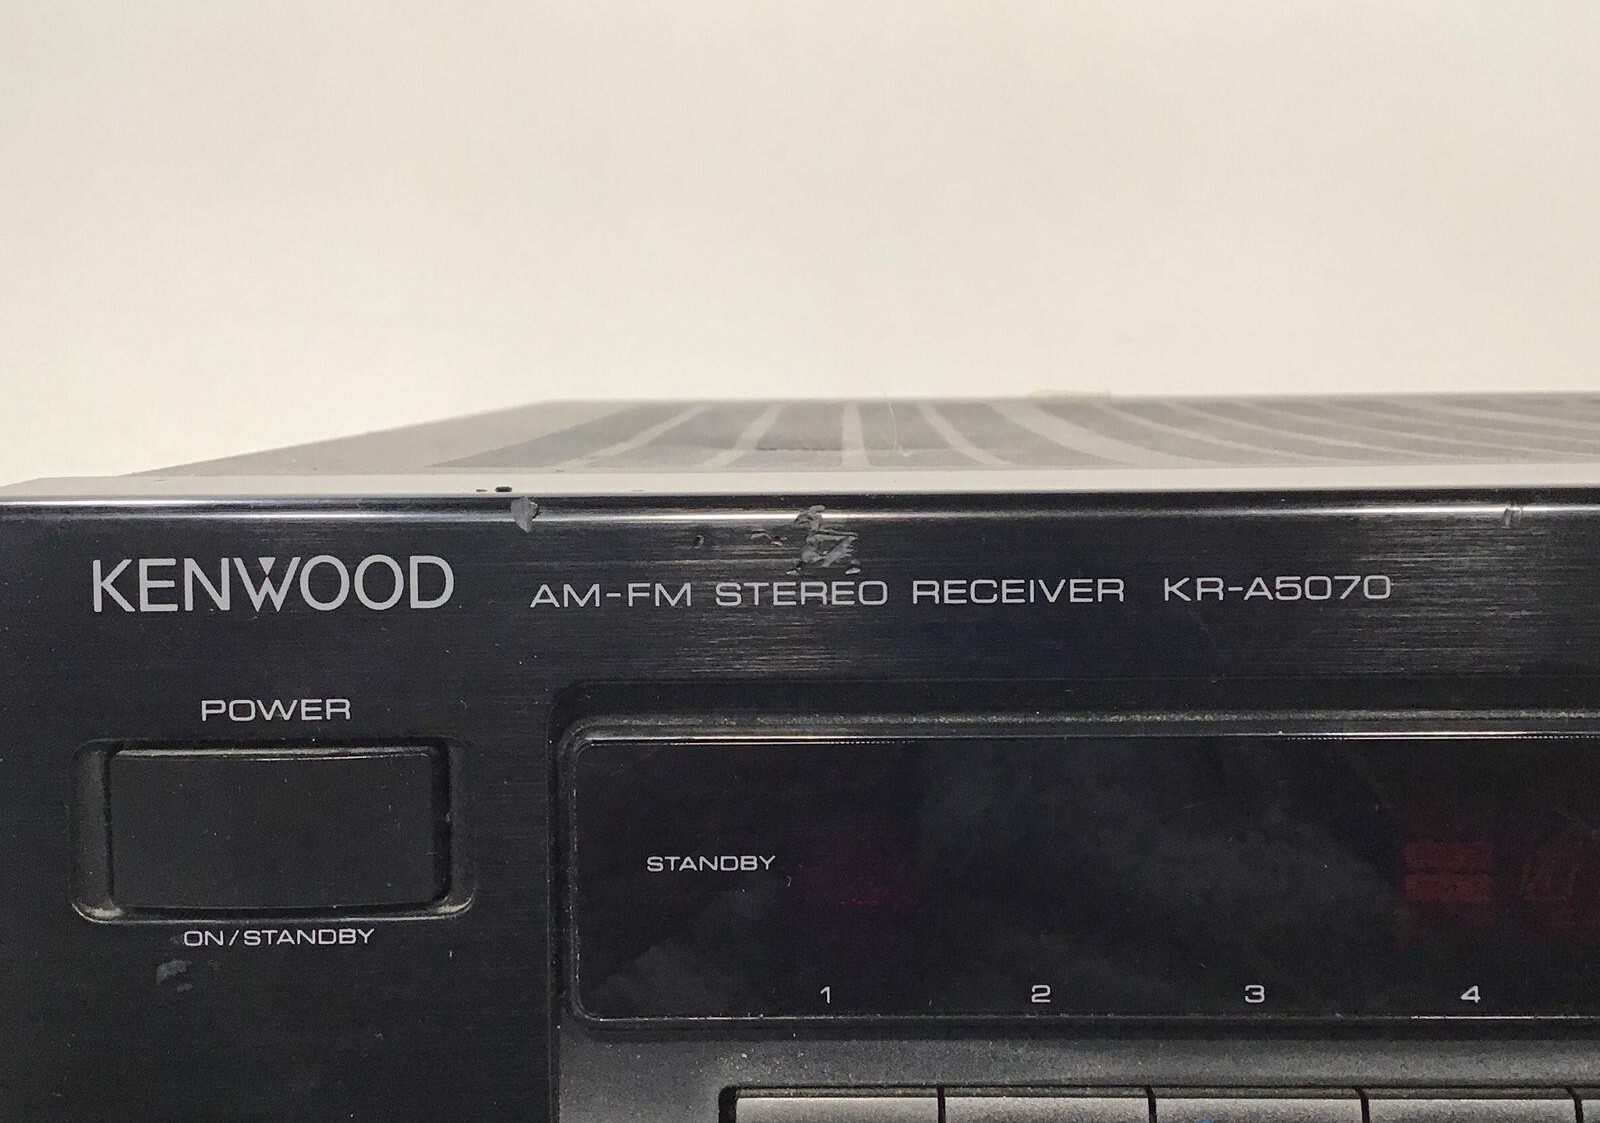 KENWOOD AM-FM STEREO RECEIVER KR-A5070
POWER
ON/STANDBY
STANDBY
1 2 3 4